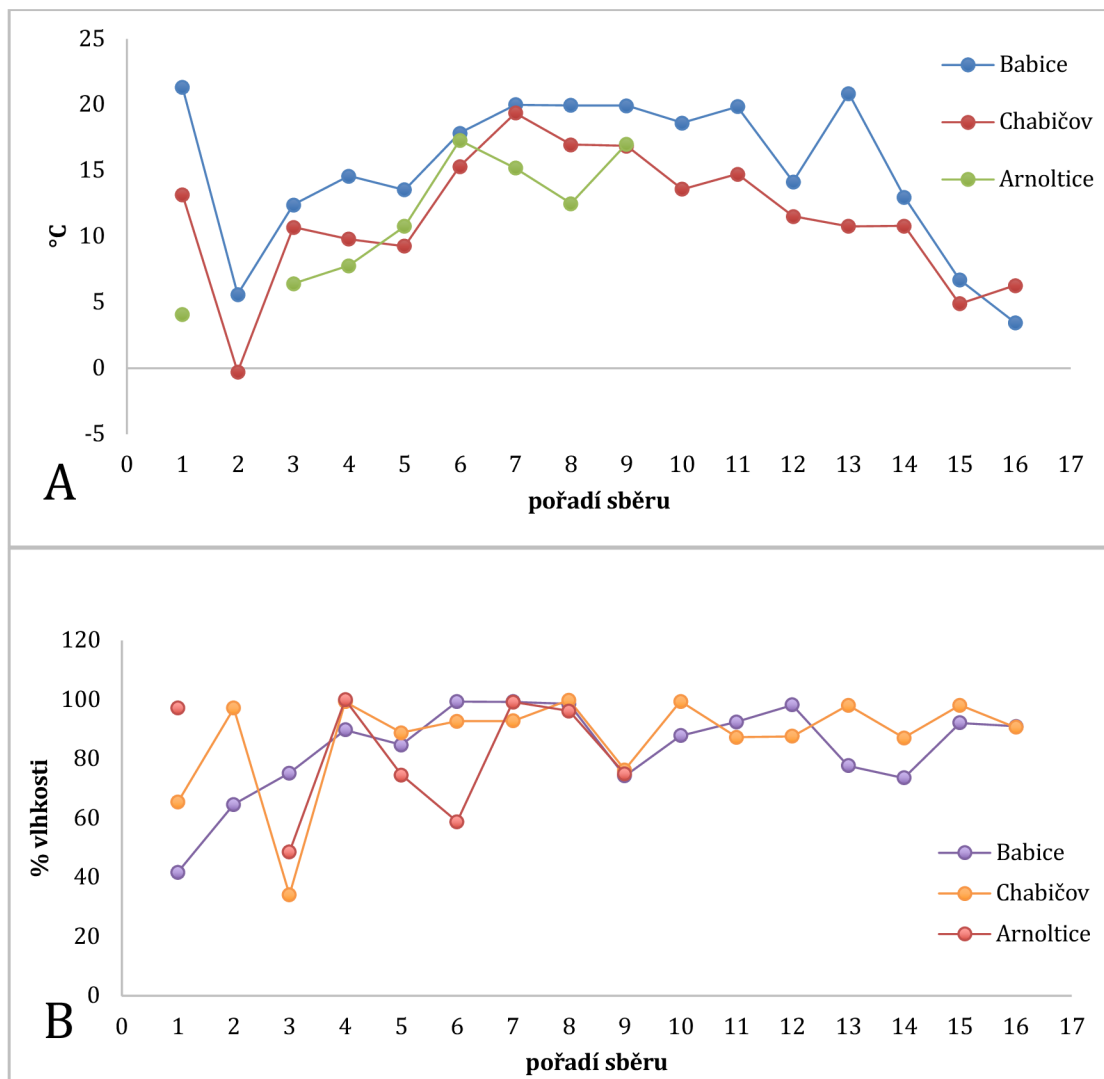 25
20
15
10
5
0
-5
°C
0 1 2 3 4 5 6 7 8 9 10 11 12 13 14 15 16 17
pořadí sběru
Babice
Chabičov
Arnoltice
A
120
100
80
60
40
20
0
% vlhkosti
0 1 2 3 4 5 6 7 8 9 10 11 12 13 14 15 16 17
pořadí sběru
Babice
Chabičov
Arnoltice
B